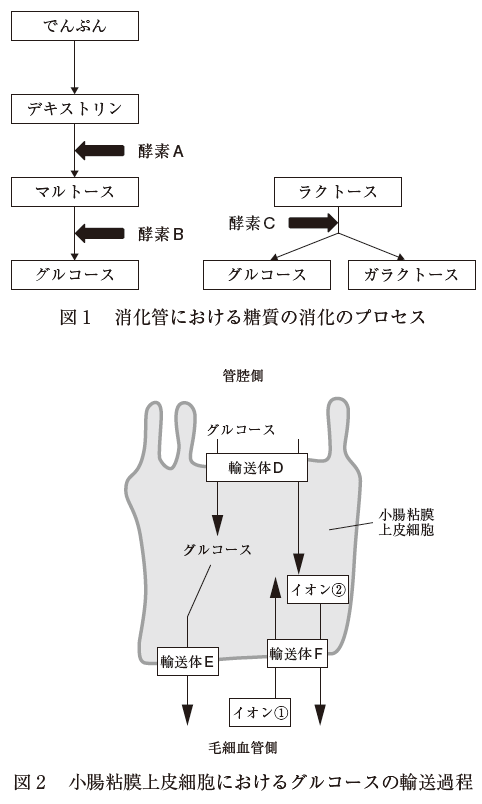 でんぷん
デキストリン
酵素A
マルトース
ラクトース
酵素B
酵素C
グルコース
グルコース
ガラクトース
図1 消化管における糖質の消化のプロセス
管腔側
グルコース
輸送体D
小腸粘膜
上皮細胞
グルコース
イオン②
輸送体E
輸送体F
イオン①
毛細血管側
図2 小腸粘膜上皮細胞におけるグルコースの輸送過程